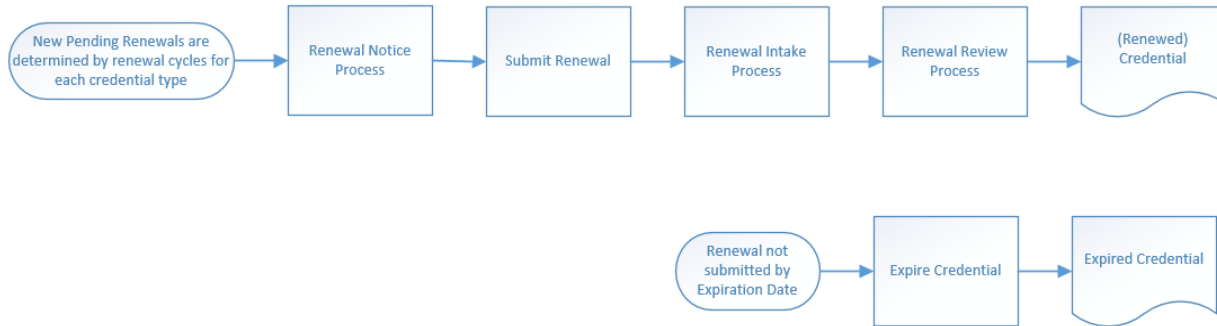 New Pending Renewals are
determined by renewal cycles for
each credential type
Renewal Notice
Process
Submit Renewal
Renewal Intake
Process
Renewal Review
Process
(Renewed)
Credential
Renewal not
submitted by
Expiration Date
Expire Credential
Expired Credential